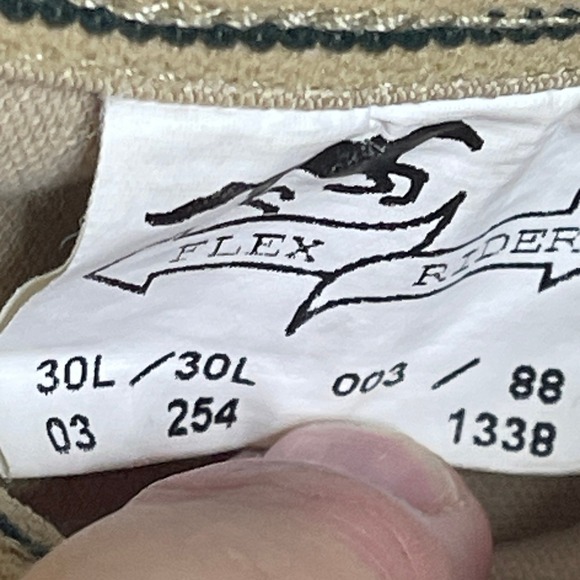 FLEX RIDER
30L / 30L 003 / 88
03 254 1338